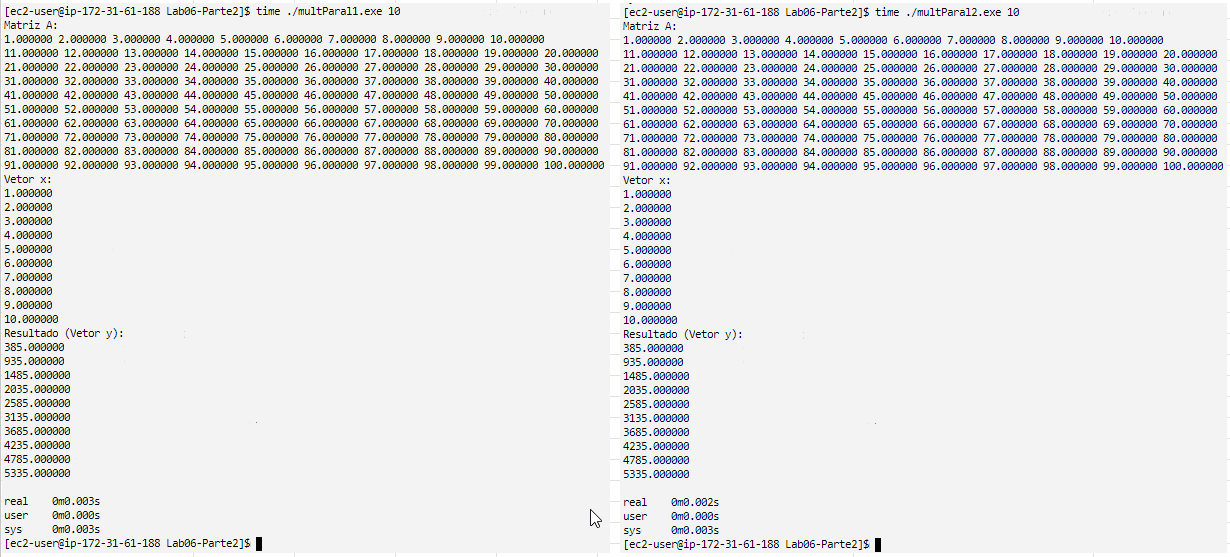 [ec2-user@ip-172-31-61-188 Lab06-Parte2]$ time ./multParal1.exe 10
Matriz A:
1.000000 2.000000 3.000000 4.000000 5.000000 6.000000 7.000000 8.000000 9.000000 10.000000
11.000000 12.000000 13.000000 14.000000 15.000000 16.000000 17.000000 18.000000 19.000000 20.000000
21.000000 22.000000 23.000000 24.000000 25.000000 26.000000 27.000000 28.000000 29.000000 30.000000
31.000000 32.000000 33.000000 34.000000 35.000000 36.000000 37.000000 38.000000 39.000000 40.000000
41.000000 42.000000 43.000000 44.000000 45.000000 46.000000 47.000000 48.000000 49.000000 50.000000
51.000000 52.000000 53.000000 54.000000 55.000000 56.000000 57.000000 58.000000 59.000000 60.000000
61.000000 62.000000 63.000000 64.000000 65.000000 66.000000 67.000000 68.000000 69.000000 70.000000
71.000000 72.000000 73.000000 74.000000 75.000000 76.000000 77.000000 78.000000 79.000000 80.000000
81.000000 82.000000 83.000000 84.000000 85.000000 86.000000 87.000000 88.000000 89.000000 90.000000
91.000000 92.000000 93.000000 94.000000 95.000000 96.000000 97.000000 98.000000 99.000000 100.000000
Vetor x:
1.000000
2.000000
3.000000
4.000000
5.000000
6.000000
7.000000
8.000000
9.000000
10.000000
Resultado (Vetor y):
385.000000
935.000000
1485.000000
2035.000000
2585.000000
3135.000000
3685.000000
4235.000000
4785.000000
5335.000000
real 0m0.003s
user 0m0.000s
sys 0m0.003s
[ec2-user@ip-172-31-61-188 Lab06-Parte2]$
[ec2-user@ip-172-31-61-188 Lab06-Parte2]$ time ./multParal2.exe 10
Matriz A:
1.000000 2.000000 3.000000 4.000000 5.000000 6.000000 7.000000 8.000000 9.000000 10.000000
11.000000 12.000000 13.000000 14.000000 15.000000 16.000000 17.000000 18.000000 19.000000 20.000000
21.000000 22.000000 23.000000 24.000000 25.000000 26.000000 27.000000 28.000000 29.000000 30.000000
31.000000 32.000000 33.000000 34.000000 35.000000 36.000000 37.000000 38.000000 39.000000 40.000000
41.000000 42.000000 43.000000 44.000000 45.000000 46.000000 47.000000 48.000000 49.000000 50.000000
51.000000 52.000000 53.000000 54.000000 55.000000 56.000000 57.000000 58.000000 59.000000 60.000000
61.000000 62.000000 63.000000 64.000000 65.000000 66.000000 67.000000 68.000000 69.000000 70.000000
71.000000 72.000000 73.000000 74.000000 75.000000 76.000000 77.000000 78.000000 79.000000 80.000000
81.000000 82.000000 83.000000 84.000000 85.000000 86.000000 87.000000 88.000000 89.000000 90.000000
91.000000 92.000000 93.000000 94.000000 95.000000 96.000000 97.000000 98.000000 99.000000 100.000000
Vetor x:
1.000000
2.000000
3.000000
4.000000
5.000000
6.000000
7.000000
8.000000
9.000000
10.000000
Resultado (Vetor y):
385.000000
935.000000
1485.000000
2035.000000
2585.000000
3135.000000
3685.000000
4235.000000
4785.000000
5335.000000
real 0m0.002s
user 0m0.000s
sys 0m0.003s
[ec2-user@ip-172-31-61-188 Lab06-Parte2]$